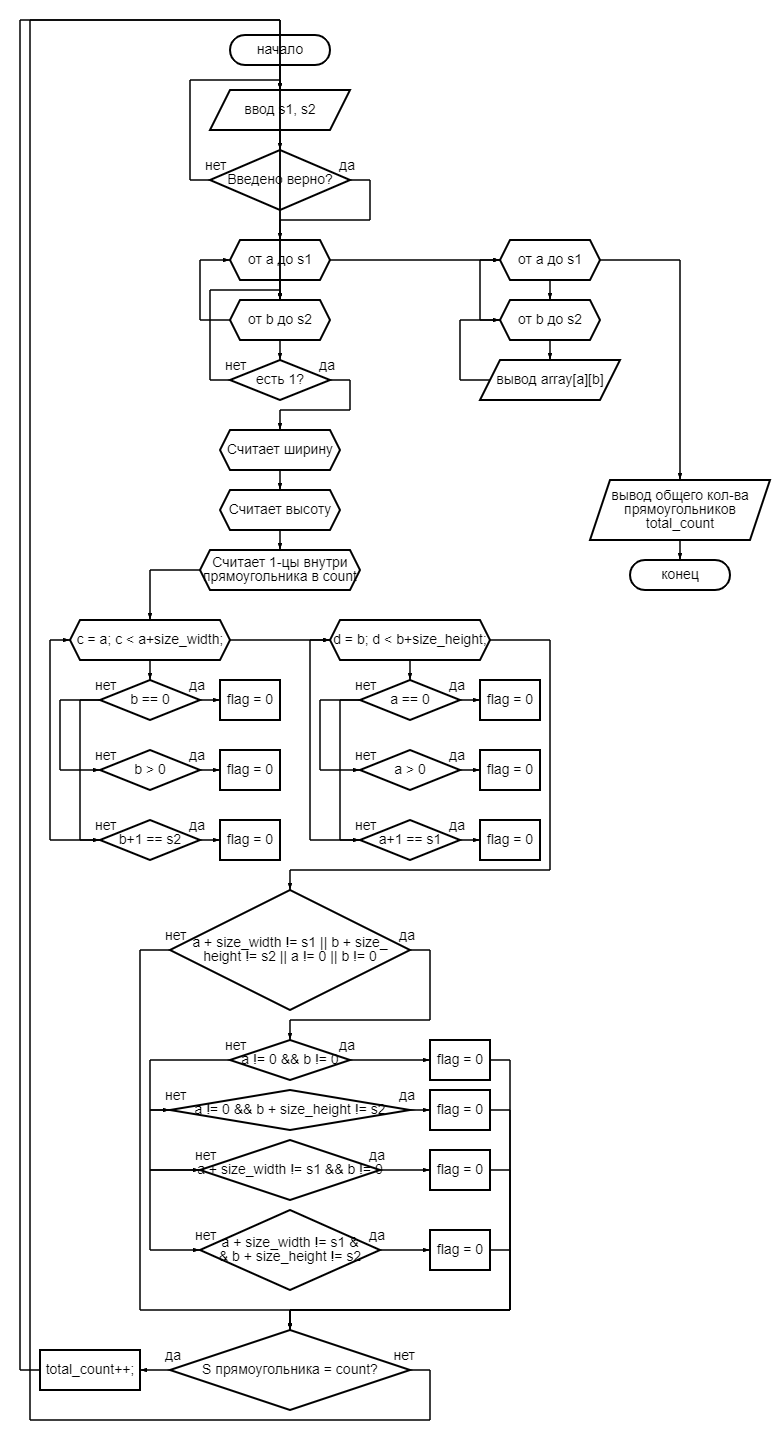 начало
ввод s1, s2
нет
да
Введено верно?
от a до s1
от a до s1
от b до s2
от b до s2
нет
да
есть 1?
вывод array[a][b]
Считает ширину
Считает высоту
вывод общего кол-ва
прямоугольников
total_count
Считает 1-цы внутри
прямоугольника в count
конец
c = a; c < a+size_width;
d = b; d < b+size_height;
нет
да
b == 0
flag = 0
нет
да
a == 0
flag = 0
нет
да
b > 0
flag = 0
нет
да
a > 0
flag = 0
нет
да
b+1 == s2
flag = 0
нет
да
a+1 == s1
flag = 0
нет
да
a + size_width != s1 || b + size_
height != s2 || a != 0 || b != 0
нет
да
a != 0 && b != 0
flag = 0
нет
да
a != 0 && b + size_height != s2
flag = 0
нет
да
a + size_width != s1 && b != 0
flag = 0
нет
да
a + size_width != s1 &
& b + size_height != s2
flag = 0
да
нет
total_count++;
S прямоугольника = count?